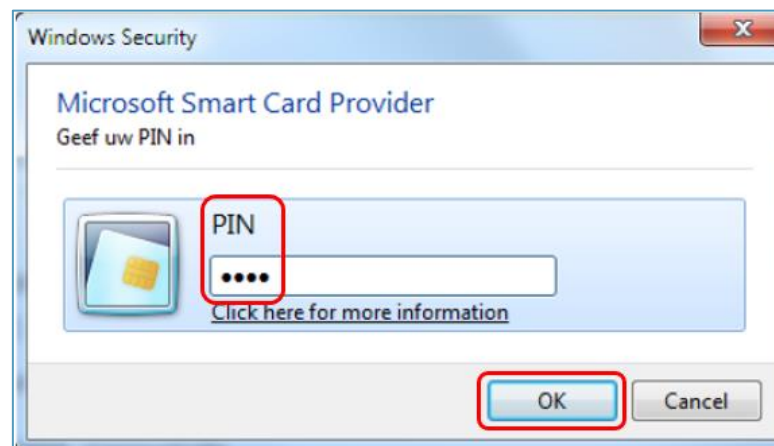 Windows Security
Microsoft Smart Card Provider
Geef uw PIN in
PIN
••••
Click here for more information
OK
Cancel